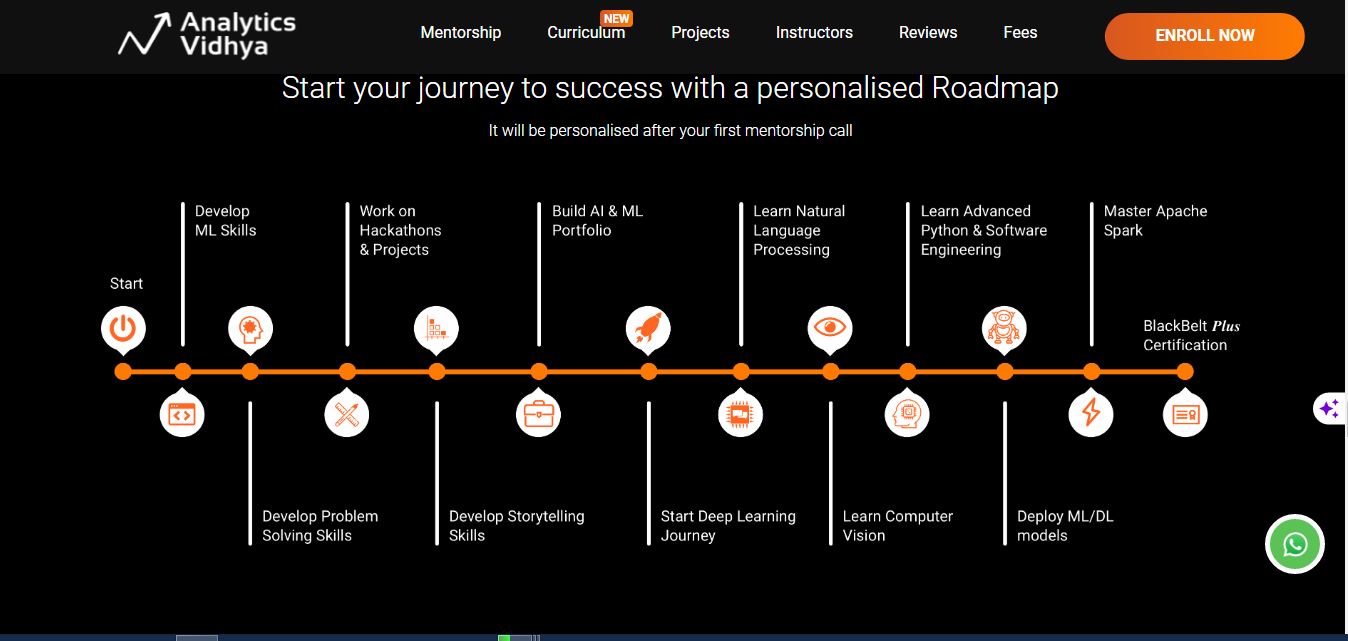 Analytics
Vidhya
Mentorship
NEW
Curriculum
Projects
Instructors
Reviews
Fees
ENROLL NOW
Start your journey to success with a personalised Roadmap
It will be personalised after your first mentorship call
Start
Develop
ML Skills
Develop Problem
Solving Skills
Work on
Hackathons
& Projects
Develop Storytelling
Skills
Build AI & ML
Portfolio
Start Deep Learning
Journey
Learn Natural
Language
Processing
Learn Computer
Vision
Learn Advanced
Python & Software
Engineering
Deploy ML/DL
models
Master Apache
Spark
BlackBelt Plus
Certification